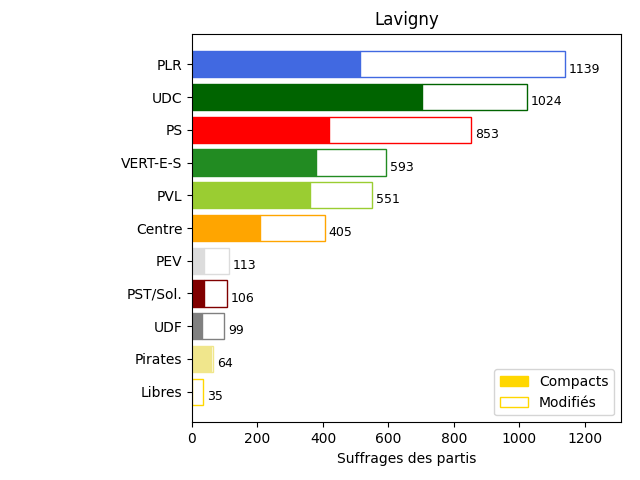 Lavigny
PLR 1139
UDC 1024
PS 853
VERT-E-S 593
PVL 551
Centre 405
PEV 113
PST/Sol. 106
UDF 99
Pirates 64
Libres 35
Compacts
Modifiés
0 200 400 600 800 1000 1200
Suffrages des partis